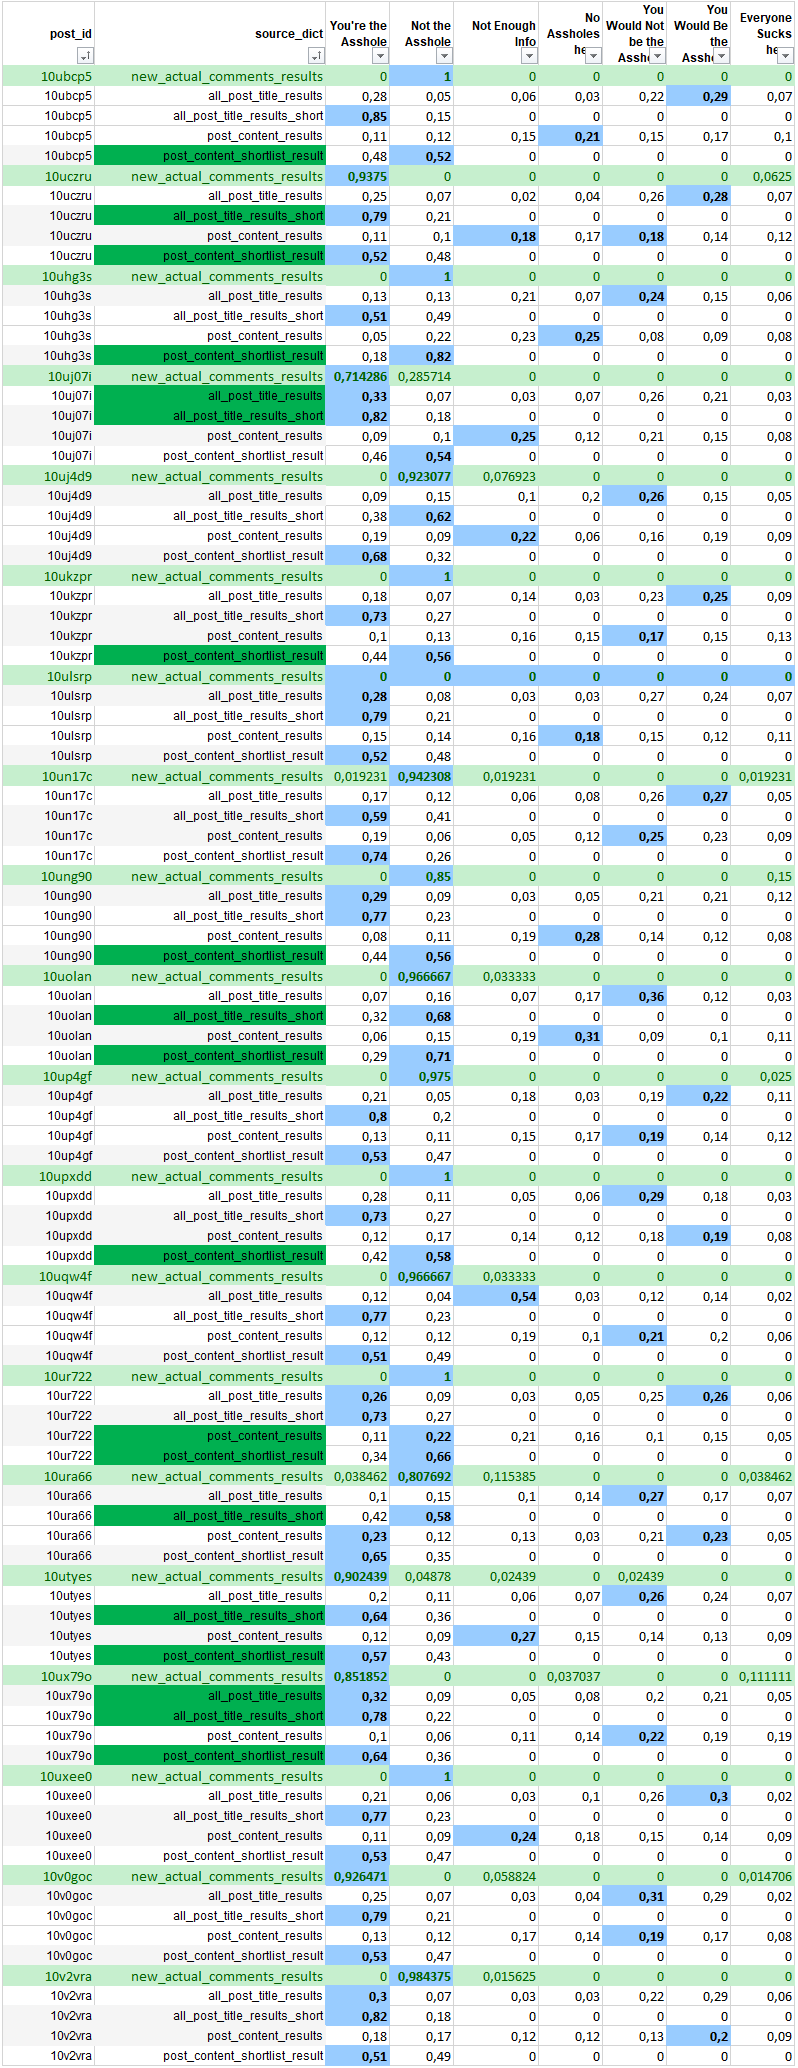 post_id source_dict You're the Asshole Not the Asshole Not Enough Info No Assholes he You Would Not be the Assh You Would Be the Assh Everyone Sucks he
10ubcp5 new_actual_comments_results 0 1 0 0 0 0 0
10ubcp5 all_post_title_results 0,28 0,05 0,06 0,03 0,22 0,29 0,07
10ubcp5 all_post_title_results_short 0,85 0,15 0 0 0 0 0
10ubcp5 post_content_results 0,11 0,12 0,15 0,21 0,15 0,17 0,1
10ubcp5 post_content_shortlist_result 0,48 0,52 0 0 0 0 0
10uczru new_actual_comments_results 0,9375 0 0 0 0 0 0,0625
10uczru all_post_title_results 0,25 0,07 0,02 0,04 0,26 0,28 0,07
10uczru all_post_title_results_short 0,79 0,21 0 0 0 0 0
10uczru post_content_results 0,11 0,1 0,18 0,17 0,18 0,14 0,12
10uczru post_content_shortlist_result 0,52 0,48 0 0 0 0 0
10uhg3s new_actual_comments_results 0 1 0 0 0 0 0
10uhg3s all_post_title_results 0,13 0,13 0,21 0,07 0,24 0,15 0,06
10uhg3s all_post_title_results_short 0,51 0,49 0 0 0 0 0
10uhg3s post_content_results 0,05 0,22 0,23 0,25 0,08 0,09 0,08
10uhg3s post_content_shortlist_result 0,18 0,82 0 0 0 0 0
10uj07i new_actual_comments_results 0,714286 0,285714 0 0 0 0 0
10uj07i all_post_title_results 0,33 0,07 0,03 0,07 0,26 0,21 0,03
10uj07i all_post_title_results_short 0,82 0,18 0 0 0 0 0
10uj07i post_content_results 0,09 0,1 0,25 0,12 0,21 0,15 0,08
10uj07i post_content_shortlist_result 0,46 0,54 0 0 0 0 0
10uj4d9 new_actual_comments_results 0 0,923077 0,076923 0 0 0 0
10uj4d9 all_post_title_results 0,09 0,15 0,1 0,2 0,26 0,15 0,05
10uj4d9 all_post_title_results_short 0,38 0,62 0 0 0 0 0
10uj4d9 post_content_results 0,19 0,09 0,22 0,06 0,16 0,19 0,09
10uj4d9 post_content_shortlist_result 0,68 0,32 0 0 0 0 0
10ukzpr new_actual_comments_results 0 1 0 0 0 0 0
10ukzpr all_post_title_results 0,18 0,07 0,14 0,03 0,23 0,25 0,09
10ukzpr all_post_title_results_short 0,73 0,27 0 0 0 0 0
10ukzpr post_content_results 0,1 0,13 0,16 0,15 0,17 0,15 0,13
10ukzpr post_content_shortlist_result 0,44 0,56 0 0 0 0 0
10ulsrp new_actual_comments_results 0 0 0 0 0 0 0
10ulsrp all_post_title_results 0,28 0,08 0,03 0,03 0,27 0,24 0,07
10ulsrp all_post_title_results_short 0,79 0,21 0 0 0 0 0
10ulsrp post_content_results 0,15 0,14 0,16 0,18 0,15 0,12 0,11
10ulsrp post_content_shortlist_result 0,52 0,48 0 0 0 0 0
10un17c new_actual_comments_results 0,019231 0,942308 0,019231 0 0 0 0,019231
10un17c all_post_title_results 0,17 0,12 0,06 0,08 0,26 0,27 0,05
10un17c all_post_title_results_short 0,59 0,41 0 0 0 0 0
10un17c post_content_results 0,19 0,06 0,05 0,12 0,25 0,23 0,09
10un17c post_content_shortlist_result 0,74 0,26 0 0 0 0 0
10ung90 new_actual_comments_results 0 0,85 0 0 0 0 0,15
10ung90 all_post_title_results 0,29 0,09 0,03 0,05 0,21 0,21 0,12
10ung90 all_post_title_results_short 0,77 0,23 0 0 0 0 0
10ung90 post_content_results 0,08 0,11 0,19 0,28 0,14 0,12 0,08
10ung90 post_content_shortlist_result 0,44 0,56 0 0 0 0 0
10uolan new_actual_comments_results 0 0,966667 0,033333 0 0 0 0
10uolan all_post_title_results 0,07 0,16 0,07 0,17 0,36 0,12 0,03
10uolan all_post_title_results_short 0,32 0,68 0 0 0 0 0
10uolan post_content_results 0,06 0,15 0,19 0,31 0,09 0,1 0,11
10uolan post_content_shortlist_result 0,29 0,71 0 0 0 0 0
10up4gf new_actual_comments_results 0 0,975 0 0 0 0 0,025
10up4gf all_post_title_results 0,21 0,05 0,18 0,03 0,19 0,22 0,11
10up4gf all_post_title_results_short 0,8 0,2 0 0 0 0 0
10up4gf post_content_results 0,13 0,11 0,15 0,17 0,19 0,14 0,12
10up4gf post_content_shortlist_result 0,53 0,47 0 0 0 0 0
10upxdd new_actual_comments_results 0 1 0 0 0 0 0
10upxdd all_post_title_results 0,28 0,11 0,05 0,06 0,29 0,18 0,03
10upxdd all_post_title_results_short 0,73 0,27 0 0 0 0 0
10upxdd post_content_results 0,12 0,17 0,14 0,12 0,18 0,19 0,08
10upxdd post_content_shortlist_result 0,42 0,58 0 0 0 0 0
10uqw4f new_actual_comments_results 0 0,966667 0,033333 0 0 0 0
10uqw4f all_post_title_results 0,12 0,04 0,54 0,03 0,12 0,14 0,02
10uqw4f all_post_title_results_short 0,77 0,23 0 0 0 0 0
10uqw4f post_content_results 0,12 0,12 0,19 0,1 0,21 0,2 0,06
10uqw4f post_content_shortlist_result 0,51 0,49 0 0 0 0 0
10ur722 new_actual_comments_results 0 1 0 0 0 0 0
10ur722 all_post_title_results 0,26 0,09 0,03 0,05 0,25 0,26 0,06
10ur722 all_post_title_results_short 0,73 0,27 0 0 0 0 0
10ur722 post_content_results 0,11 0,22 0,21 0,16 0,1 0,15 0,05
10ur722 post_content_shortlist_result 0,34 0,66 0 0 0 0 0
10ura66 new_actual_comments_results 0,038462 0,807692 0,115385 0 0 0 0,038462
10ura66 all_post_title_results 0,1 0,15 0,1 0,14 0,27 0,17 0,07
10ura66 all_post_title_results_short 0,42 0,58 0 0 0 0 0
10ura66 post_content_results 0,23 0,12 0,13 0,03 0,21 0,23 0,05
10ura66 post_content_shortlist_result 0,65 0,35 0 0 0 0 0
10utyes new_actual_comments_results 0,902439 0,04878 0,02439 0 0,02439 0 0
10utyes all_post_title_results 0,2 0,11 0,06 0,07 0,26 0,24 0,07
10utyes all_post_title_results_short 0,64 0,36 0 0 0 0 0
10utyes post_content_results 0,12 0,09 0,27 0,15 0,14 0,13 0,09
10utyes post_content_shortlist_result 0,57 0,43 0 0 0 0 0
10ux79o new_actual_comments_results 0,851852 0 0 0,037037 0 0 0,111111
10ux79o all_post_title_results 0,32 0,09 0,05 0,08 0,2 0,21 0,05
10ux79o all_post_title_results_short 0,78 0,22 0 0 0 0 0
10ux79o post_content_results 0,1 0,06 0,11 0,14 0,22 0,19 0,19
10ux79o post_content_shortlist_result 0,64 0,36 0 0 0 0 0
10uxee0 new_actual_comments_results 0 1 0 0 0 0 0
10uxee0 all_post_title_results 0,21 0,06 0,03 0,1 0,26 0,3 0,02
10uxee0 all_post_title_results_short 0,77 0,23 0 0 0 0 0
10uxee0 post_content_results 0,11 0,09 0,24 0,18 0,15 0,14 0,09
10uxee0 post_content_shortlist_result 0,53 0,47 0 0 0 0 0
10v0goc new_actual_comments_results 0,926471 0 0,058824 0 0 0 0,014706
10v0goc all_post_title_results 0,25 0,07 0,03 0,04 0,31 0,29 0,02
10v0goc all_post_title_results_short 0,79 0,21 0 0 0 0 0
10v0goc post_content_results 0,13 0,12 0,17 0,14 0,19 0,17 0,08
10v0goc post_content_shortlist_result 0,53 0,47 0 0 0 0 0
10v2vra new_actual_comments_results 0 0,984375 0,015625 0 0 0 0
10v2vra all_post_title_results 0,3 0,07 0,03 0,03 0,22 0,29 0,06
10v2vra all_post_title_results_short 0,82 0,18 0 0 0 0 0
10v2vra post_content_results 0,18 0,17 0,12 0,12 0,13 0,2 0,09
10v2vra post_content_shortlist_result 0,51 0,49 0 0 0 0 0